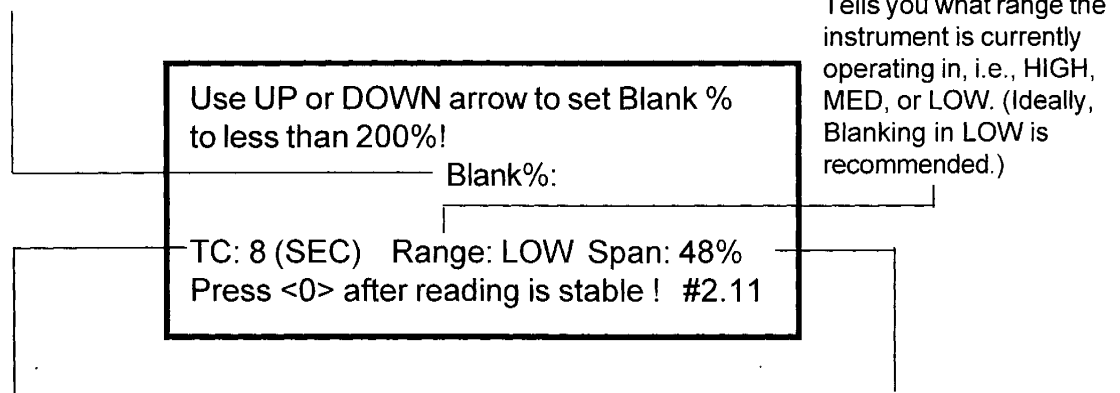 Tells you what range the
instrument is currently
operating in, i.e., HIGH,
MED, or LOW. (Ideally,
Blanking in LOW is
recommended.)
Use UP or DOWN arrow to set Blank %
to less than 200%!
Blank%:
TC: 8 (SEC) Range: LOW Span: 48%
Press <0> after reading is stable ! #2.11